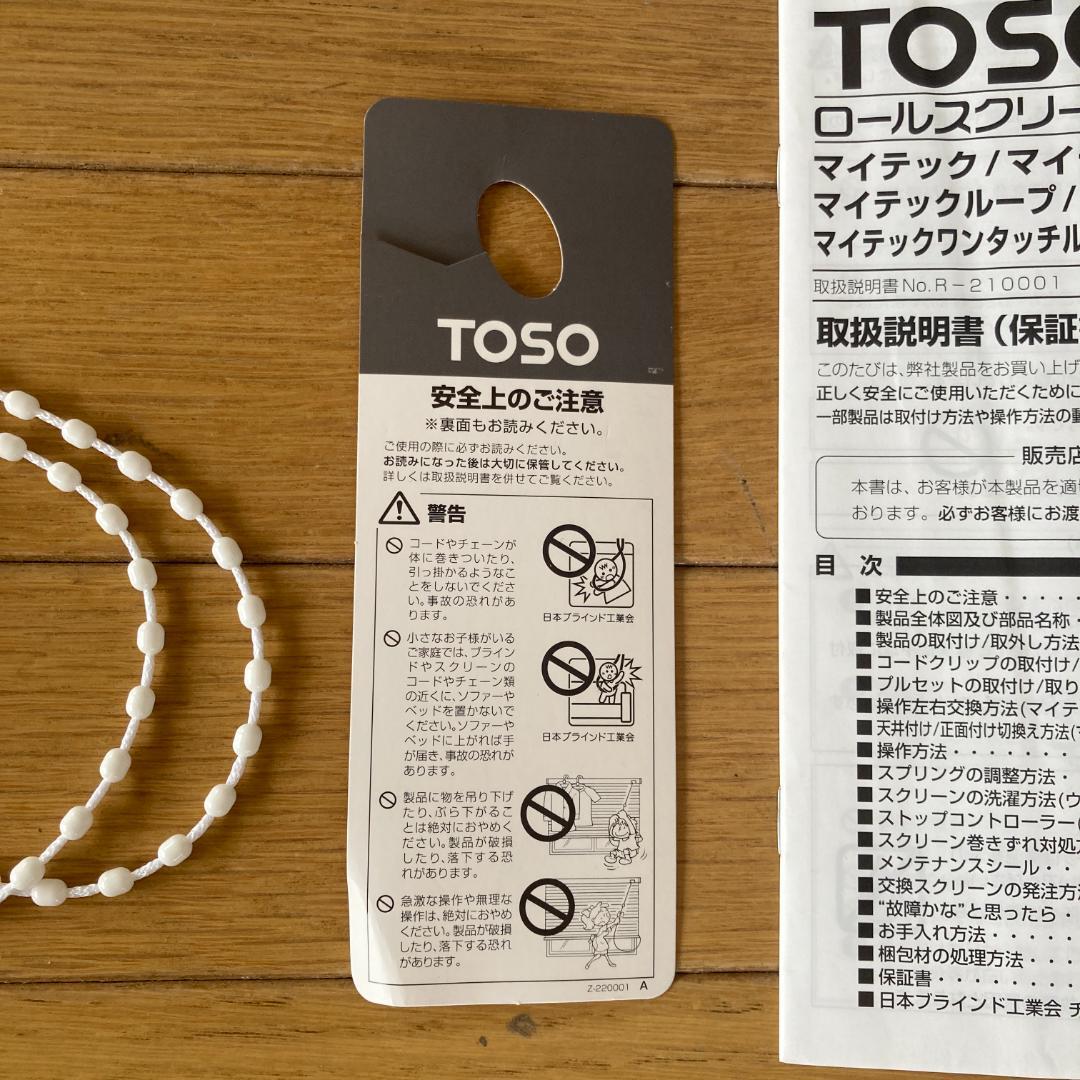 TOSO
安全上のご注意
※裏面もお読みください。
ご使用の際に必ずお読みください。
お読みになった後は大切に保管してください。
詳しくは取扱説明書を併せてご覧ください。
警告
コードやチェーンが
体に巻きついたり、
引っ掛かるようなこ
とをしないでくださ
い。事故の恐れがあ
ります。
日本ブラインド工業会
小さなお子様がいる
ご家庭では、ブライン
ドやスクリーンの
コードやチェーン類
の近くに、ソファーや
ベッドを置かないで
ください。ソファーや
ベッドに上がれば手
が届き、事故の恐れが
あります。
日本ブラインド工業会
製品に物を吊り下げ
たり、ぶら下がるこ
とは絶対におやめく
ださい。製品が破損
したり、落下する恐
れがあります。
急激な操作や無理な
操作は、絶対におやめ
ください。製品が破損
したり、落下する恐れ
があります。
Z-220001 A
TOSO
ロールスクリー
マイテック/マイ
マイテックループ/
マイテックワンタッチル
取扱説明書No.R-210001
取扱説明書(保証
このたびは、弊社製品をお買い上げ
正しく安全にご使用いただくために
一部製品は取付け方法や操作方法の動
販売店
本書は、お客様が本製品を適
おります。必ずお客様にお渡
目 次
■安全上のご注意・・・・・
■製品全体図及び部品名称・
■製品の取付け/取外し方法
■コードクリップの取付け/
■プルセットの取付け/取り
■操作左右交換方法(マイテ
■天井付け/正面付け切換え方法(
■操作方法・・・・・・・
■スプリングの調整方法・・
■スクリーンの洗濯方法(ウ
■ストップコントローラー(
■スクリーン巻きずれ対処
■メンテナンスシール・・・
■交換スクリーンの発注方法
■“故障かな”と思ったら・・
■お手入れ方法・・・・・
■梱包材の処理方法・・・
■保証書・・・・・・・・
■日本ブラインド工業会 チ